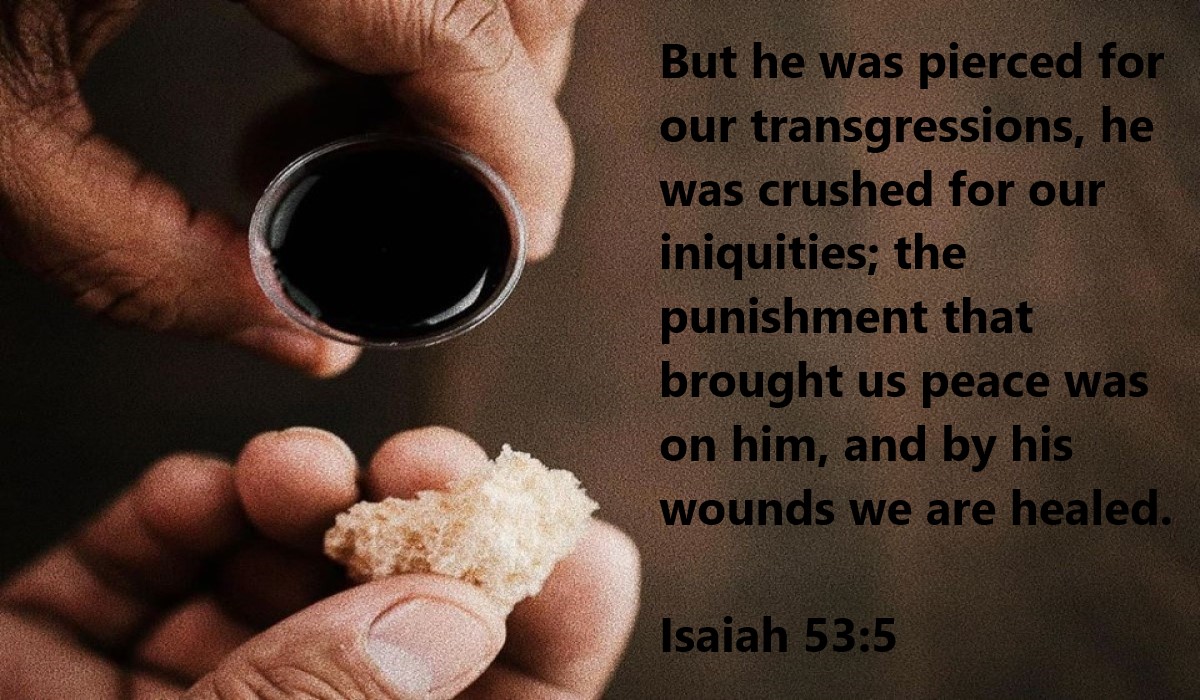 But he was pierced for
our transgressions, he
was crushed for our
iniquities; the
punishment that
brought us peace was
on him, and by his
wounds we are healed.
Isaiah 53:5